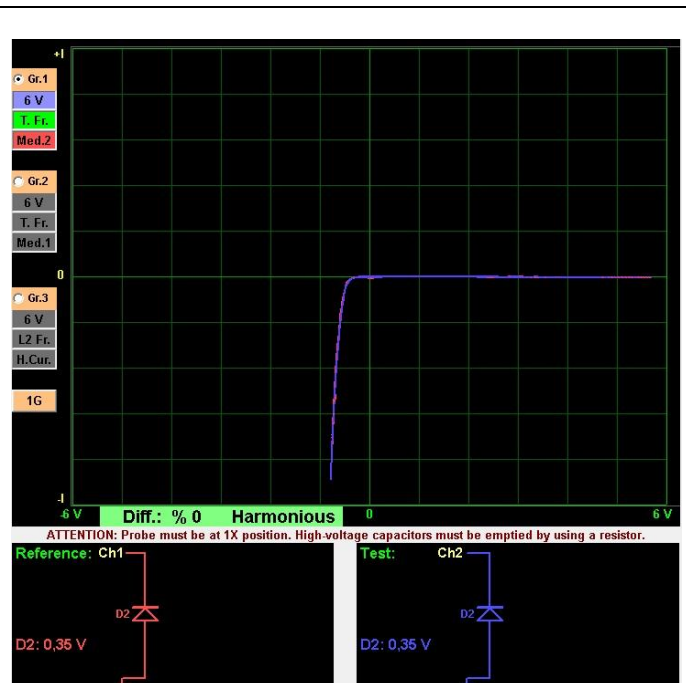 +I
Gr.1
6 V
T. Fr.
Med.2
Gr.2
6 V
T. Fr.
Med.1
0
Gr.3
6 V
L2 Fr.
H.Cur.
1G
-I
-6 V
Diff.: % 0 Harmonious
0
6 V
ATTENTION: Probe must be at 1X position. High-voltage capacitors must be emptied by using a resistor.
Reference: Ch1
D2
D2: 0,35 V
Test: Ch2
D2
D2: 0,35 V